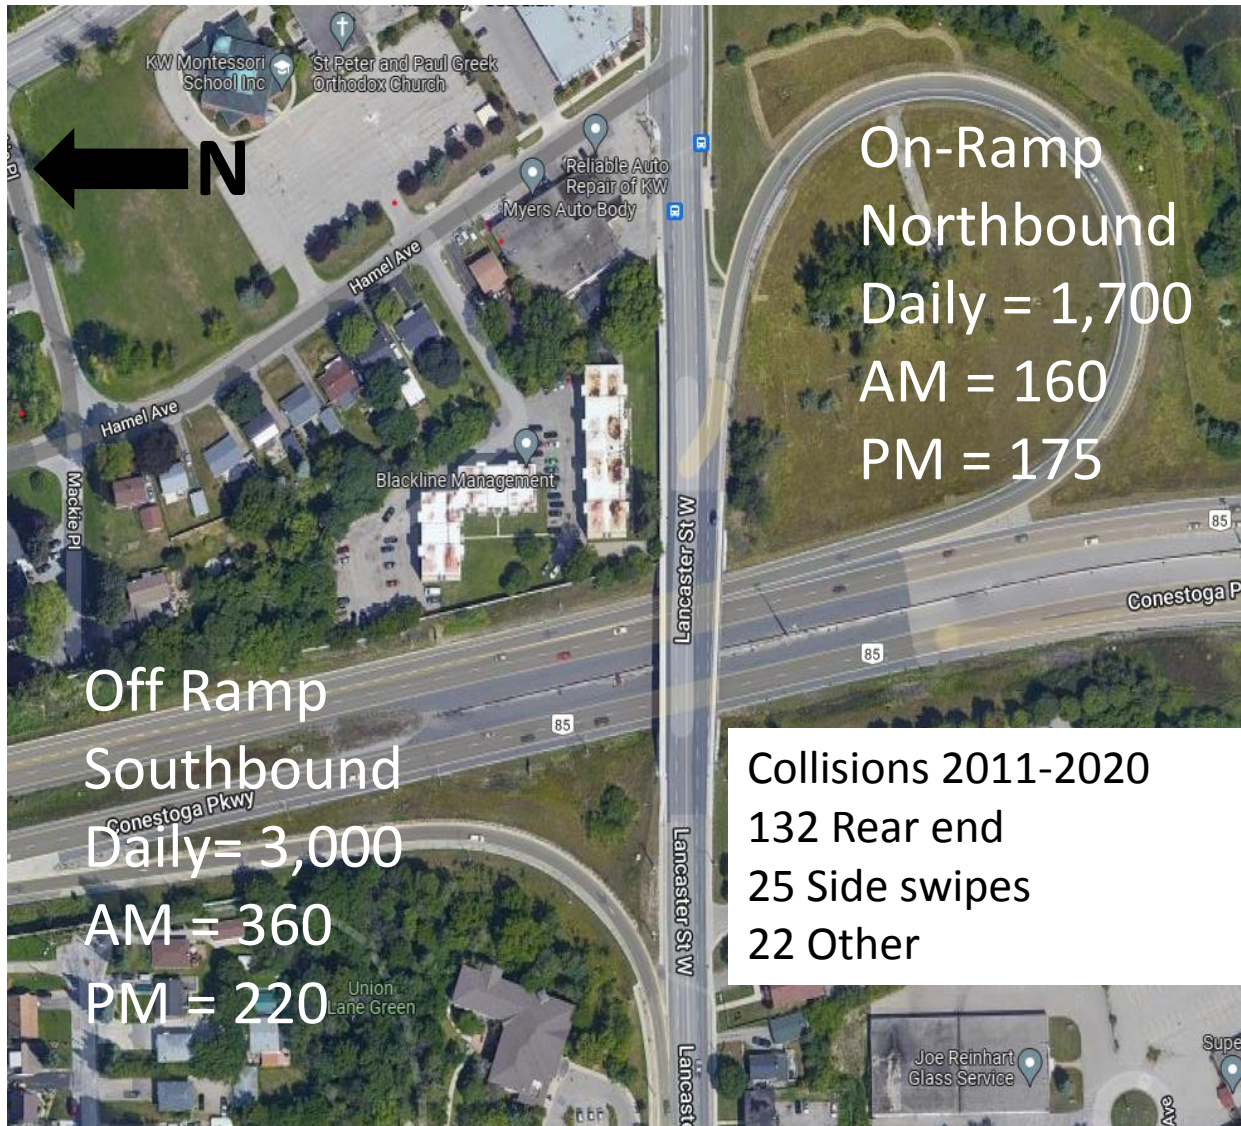 KW Montessori
School Inc
St Peter and Paul Greek
Orthodox Church
N
Reliable Auto
Repair of KW
Myers Auto Body
Hamel Ave
Hamel Ave
Mackie Pl
Blackline Management
Lancaster St W
On-Ramp
Northbound
Daily = 1,700
AM = 160
PM = 175
85
Conestoga P
85
85
Off Ramp
Southbound
Conestoga Pkwy
Daily= 3,000
AM = 360
PM = 220
Union
Lane Green
Lancaster St W
Lancast
Collisions 2011-2020
132 Rear end
25 Side swipes
22 Other
Joe Reinhart
Glass Service
Supe
Ave